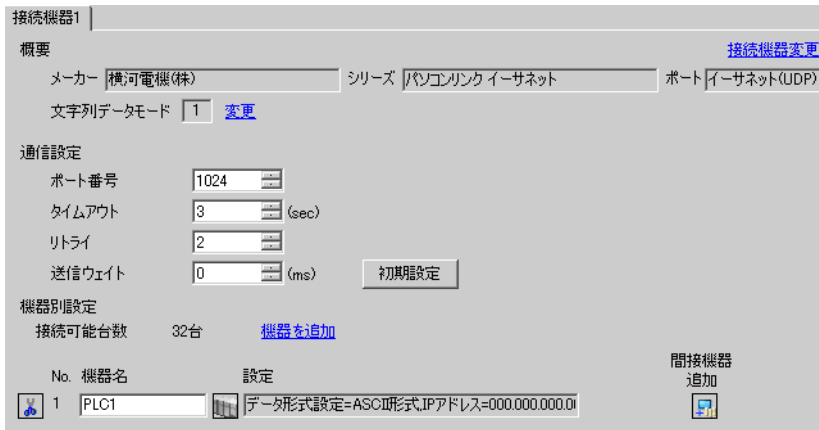 接続機器1
概要 接続機器変更
メーカー 横河電機(株) シリーズ パソコンリンク イーサネット ポート イーサネット(UDP)
文字列データモード 1 変更
通信設定
ポート番号 1024
タイムアウト 3 (sec)
リトライ 2
送信ウェイト 0 (ms) 初期設定
機器別設定
接続可能台数 32台 機器を追加
間接機器
No. 機器名 設定 追加
1 PLC1 データ形式設定=ASCII形式,IPアドレス=000.000.000.0